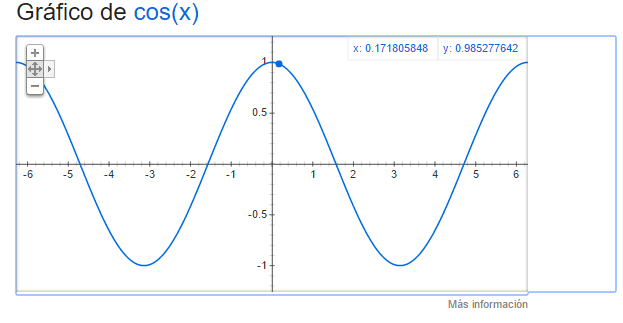 Gráfico de cos(x)
x: 0.171805848 y: 0.985277642
+
−
1
0.5
-6 -5 -4 -3 -2 -1 1 2 3 4 5 6
-0.5
-1
Más información